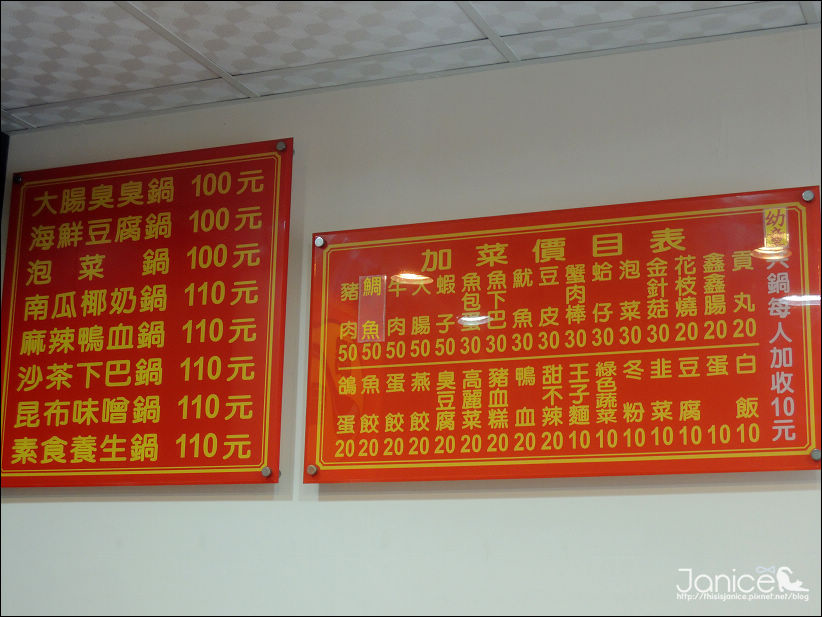 大腸臭臭鍋 100元
海鮮豆腐鍋 100元
泡菜鍋 100元
南瓜椰奶鍋 110元
麻辣鴨血鍋 110元
沙茶下巴鍋 110元
昆布味噌鍋 110元
素食養生鍋 110元
加菜價目表
豬肉 50
鯛魚 50
牛肉 50
大腸 50
蝦子 50
魚包蛋 30
魚下巴 30
魷魚 30
豆皮 30
蟹肉棒 30
蛤仔 30
泡菜 30
金針菇 30
花枝燒 20
鑫鑫腸 20
貢丸 20
鴿蛋 20
魚餃 20
蛋餃 20
燕餃 20
臭豆腐 20
高麗菜 20
豬血糕 20
鴨血 20
甜不辣 20
王子麵 10
綠色蔬菜 10
冬粉 10
韭菜 10
豆腐 10
蛋 10
白飯 10
鍋每人加收10元
Janice
http://thisisjanice.pixnet.net/blog